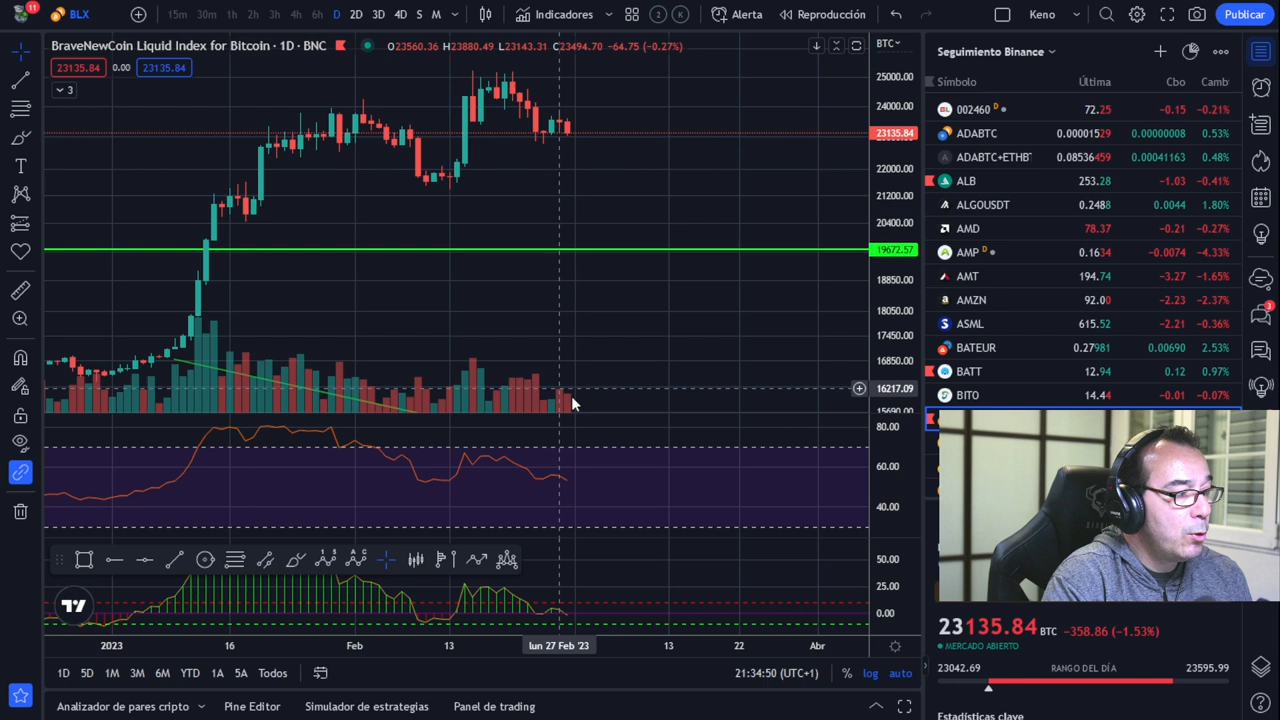 11 BLX 15m 30m 1h 2h 3h 4h 6h D 2D 3D 4D S M Indicadores 2 K Alerta Reproducción Keno Publicar
BraveNewCoin Liquid Index for Bitcoin · 1D · BNC O23560.36 H23880.49 L23143.31 C23494.70 −64.75 (−0.27%)
23135.84 0.00 23135.84
3
BTC
25000.00
24000.00
23135.84
22000.00
21200.00
20400.00
19672.57
18850.00
18050.00
17450.00
16850.00
16217.09
15690.00
80.00
60.00
40.00
50.00
25.00
0.00
2023 16 Feb 13 lun 27 Feb '23 13 22 Abr
1D 5D 1M 3M 6M YTD 1A 5A Todos 21:34:50 (UTC+1) % log auto
Analizador de pares cripto Pine Editor Simulador de estrategias Panel de trading
Seguimiento Binance
Símbolo Última Cbo Camb
002460 D 72.25 −0.15 −0.21%
ADABTC 0.00001529 0.00000008 0.53%
ADABTC+ETHBT 0.08536459 0.00041163 0.48%
ALB 253.28 −1.03 −0.41%
ALGOUSDT 0.2488 0.0044 1.80%
AMD 78.37 −0.21 −0.27%
AMP D 0.1634 −0.0074 −4.33%
AMT 194.74 −3.27 −1.65%
AMZN 92.00 −2.23 −2.37%
ASML 615.52 −2.21 −0.36%
BATEUR 0.27981 0.00690 2.53%
BATT 12.94 0.12 0.97%
BITO 14.44 −0.01 −0.07%
23135.84 BTC −358.86 (−1.53%)
MERCADO ABIERTO
23042.69 RANGO DEL DÍA 23595.99
Estadísticas clave
3